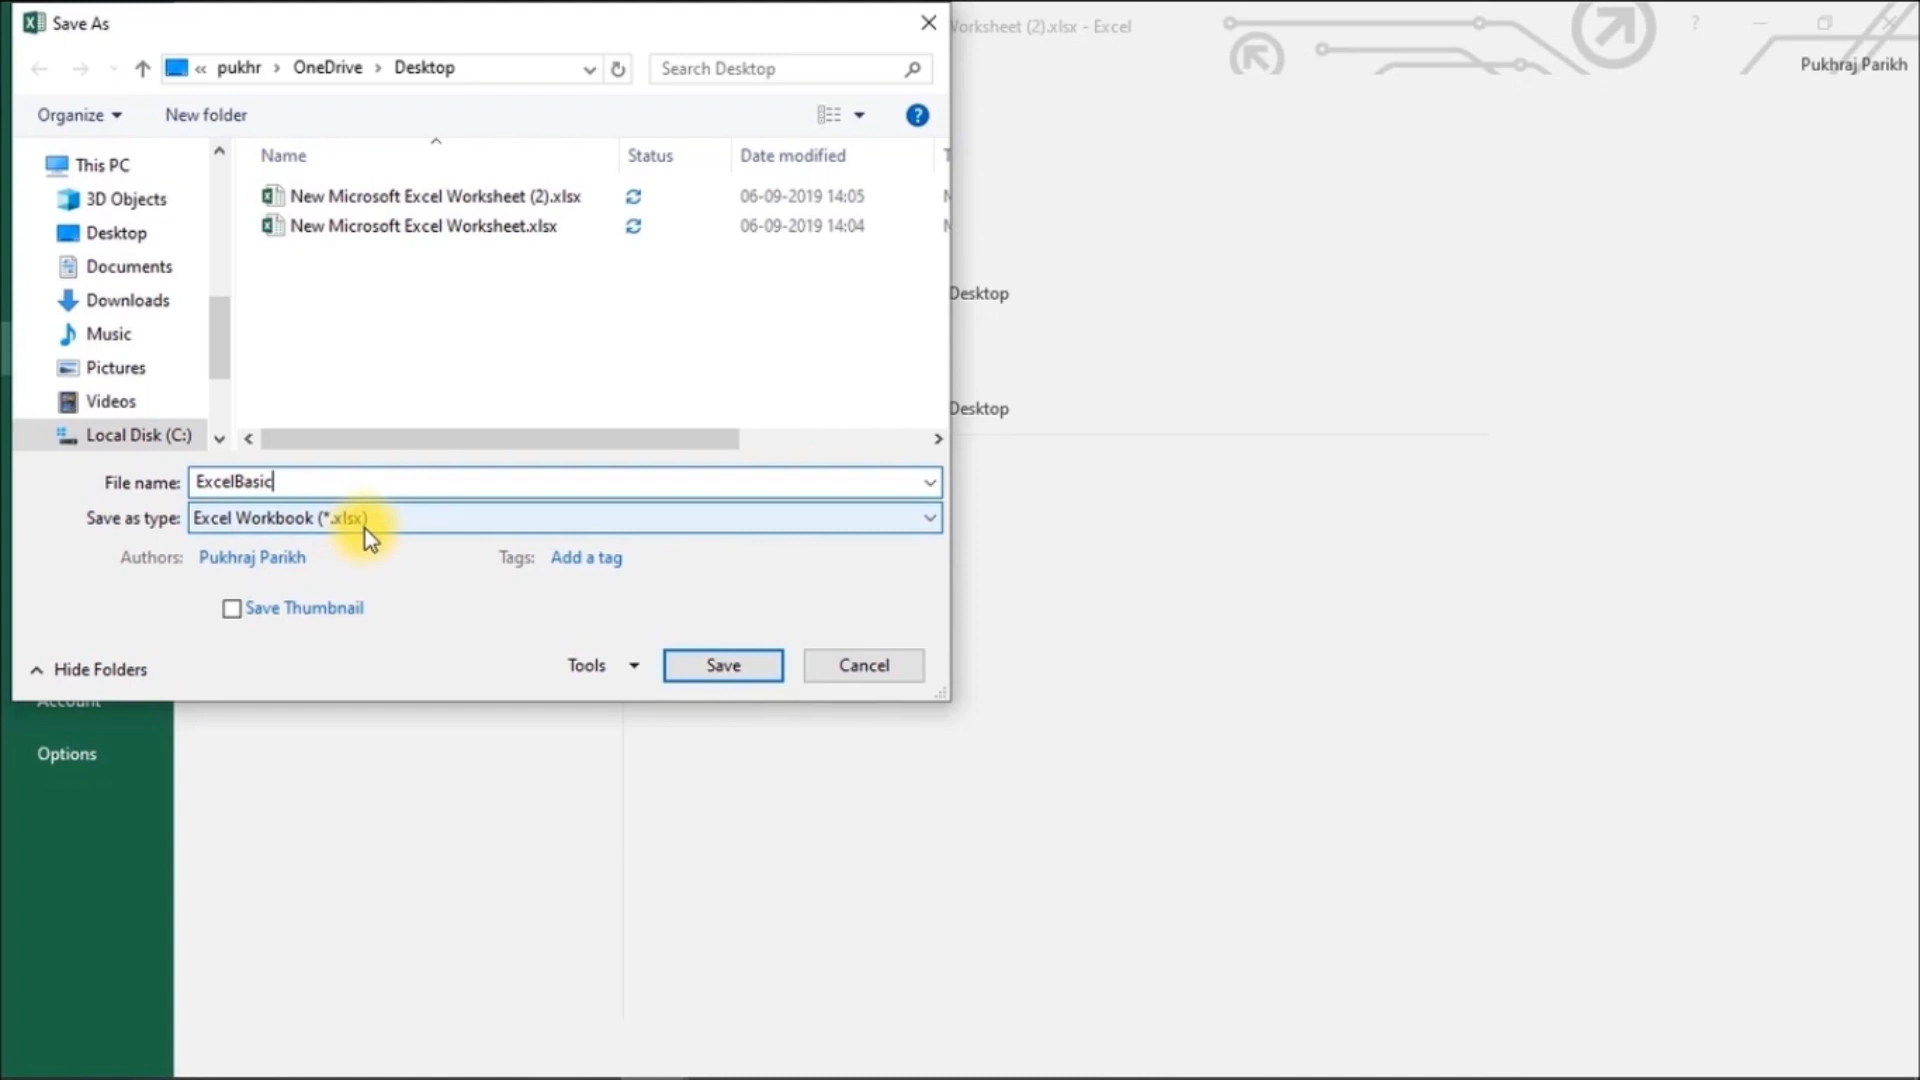 Save As
Worksheet (2).xlsx - Excel
?
Pukhraj Parikh
« pukhr > OneDrive > Desktop
Search Desktop
Organize
New folder
?
Name
Status
Date modified
This PC
3D Objects
Desktop
Documents
Downloads
Music
Pictures
Videos
Local Disk (C:)
New Microsoft Excel Worksheet (2).xlsx
06-09-2019 14:05
New Microsoft Excel Worksheet.xlsx
06-09-2019 14:04
Desktop
Desktop
File name: ExcelBasic
Save as type: Excel Workbook (*.xlsx)
Authors: Pukhraj Parikh
Tags: Add a tag
Save Thumbnail
Hide Folders
Tools
Save
Cancel
Account
Options